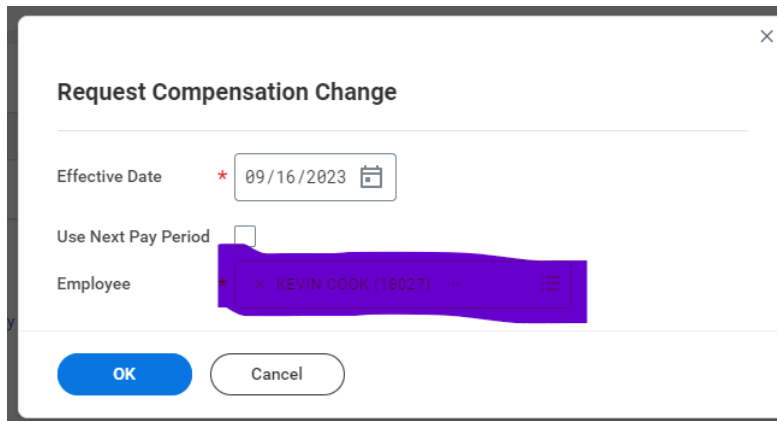 Request Compensation Change
Effective Date * 09/16/2023
Use Next Pay Period
Employee
OK Cancel